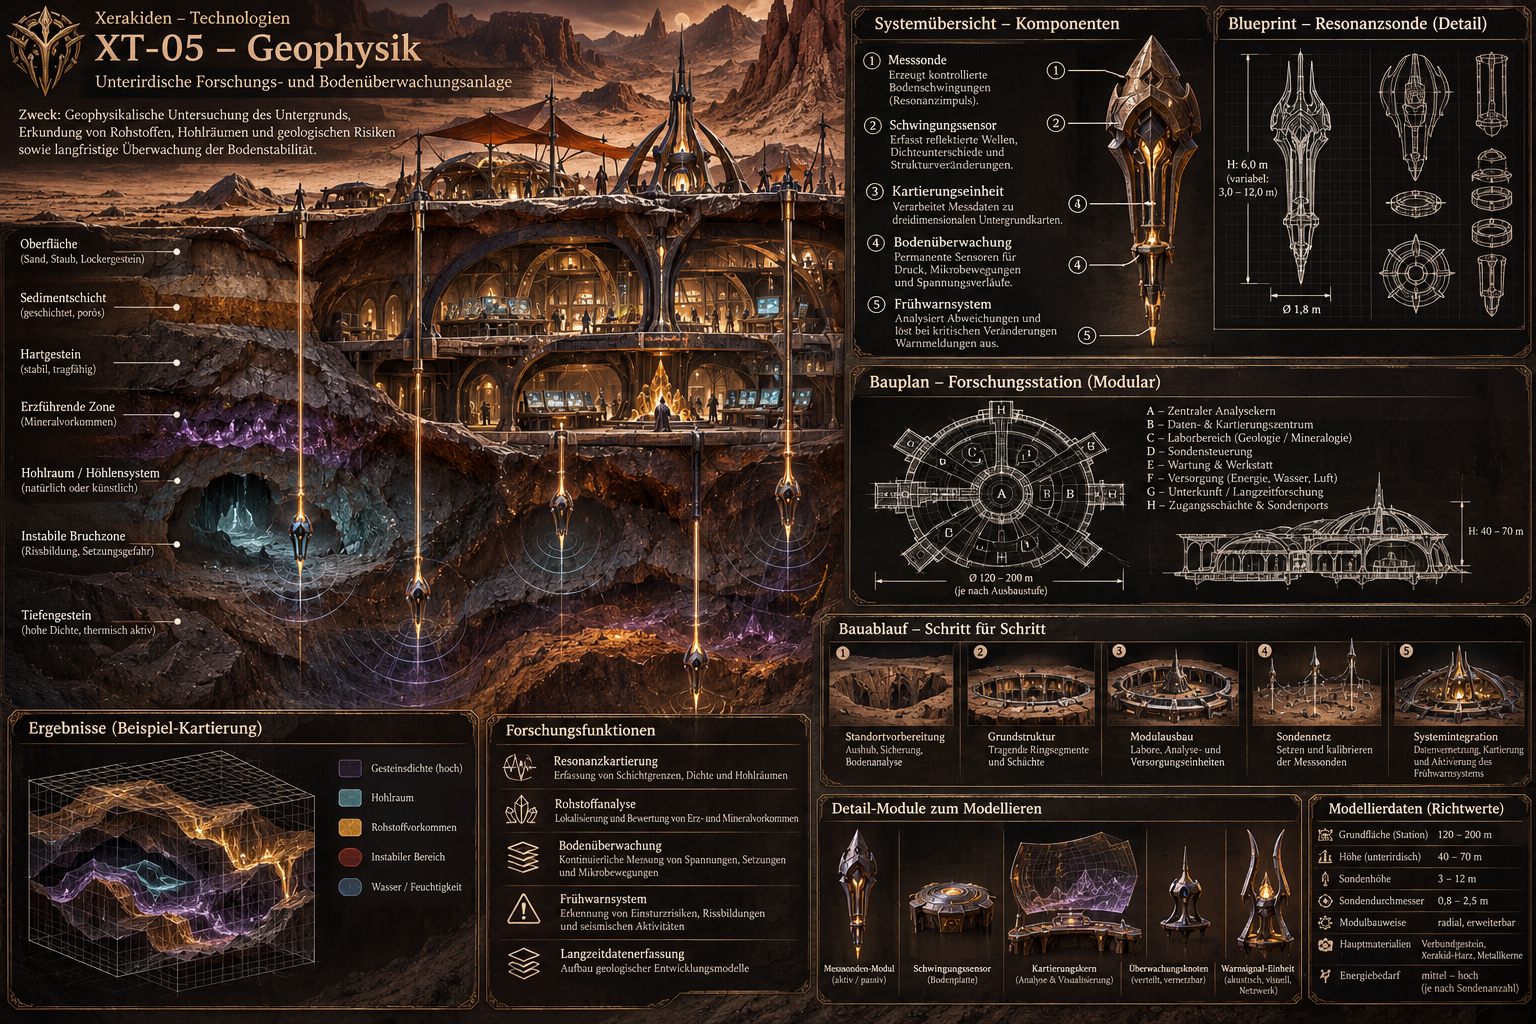 Xerakiden – Technologien
XT-05 – Geophysik
Unterirdische Forschungs- und Bodenüberwachungsanlage
Zweck: Geophysikalische Untersuchung des Untergrunds,
Erkundung von Rohstoffen, Hohlräumen und geologischen Risiken
sowie langfristige Überwachung der Bodenstabilität.
Oberfläche
(Sand, Staub, Lockergestein)
Sedimentschicht
(geschichtet, porös)
Hartgestein
(stabil, tragfähig)
Erzführende Zone
(Mineralvorkommen)
Hohlraum / Höhlensystem
(natürlich oder künstlich)
Instabile Bruchzone
(Rissbildung, Setzungsgefahr)
Tiefengestein
(hohe Dichte, thermisch aktiv)
Systemübersicht – Komponenten
1 Messsonde
Erzeugt kontrollierte
Bodenschwingungen
(Resonanzimpuls).
2 Schwingungssensor
Erfasst reflektierte Wellen,
Dichteunterschiede und
Strukturveränderungen.
3 Kartierungseinheit
Verarbeitet Messdaten zu
dreidimensionalen Untergrundkarten.
4 Bodenüberwachung
Permanente Sensoren für
Druck, Mikrobewegungen
und Spannungsverläufe.
5 Frühwarnsystem
Analysiert Abweichungen und
löst bei kritischen Veränderungen
Warnmeldungen aus.
1
2
4
4
5
Blueprint – Resonanzsonde (Detail)
H: 6,0 m
(variabel:
3,0 – 12,0 m)
Ø 1,8 m
Bauplan – Forschungsstation (Modular)
H
C
D
A
B
B
C
H
Ø 120 – 200 m
(je nach Ausbaustufe)
A – Zentraler Analysekern
B – Daten- & Kartierungszentrum
C – Laborbereich (Geologie / Mineralogie)
D – Sondensteuerung
E – Wartung & Werkstatt
F – Versorgung (Energie, Wasser, Luft)
G – Unterkunft / Langzeitforschung
H – Zugangsschächte & Sondenports
H: 40 – 70 m
Bauablauf – Schritt für Schritt
1
Standortvorbereitung
Aushub, Sicherung,
Bodenanalyse
2
Grundstruktur
Tragende Ringsegmente
und Schächte
3
Modulausbau
Labore, Analyse- und
Versorgungseinheiten
4
Sondennetz
Setzen und kalibrieren
der Messsonden
5
Systemintegration
Datenvernetzung, Kartierung
und Aktivierung des
Frühwarnsystems
Ergebnisse (Beispiel-Kartierung)
Gesteinsdichte (hoch)
Hohlraum
Rohstoffvorkommen
Instabiler Bereich
Wasser / Feuchtigkeit
Forschungsfunktionen
Resonanzkartierung
Erfassung von Schichtgrenzen, Dichte und Hohlräumen
Rohstoffanalyse
Lokalisierung und Bewertung von Erz- und Mineralvorkommen
Bodenüberwachung
Kontinuierliche Messung von Spannungen, Setzungen
und Mikrobewegungen
Frühwarnsystem
Erkennung von Einsturzrisiken, Rissbildungen
und seismischen Aktivitäten
Langzeitdatenerfassung
Aufbau geologischer Entwicklungsmodelle
Detail-Module zum Modellieren
Messsonden-Modul
(aktiv / passiv)
Schwingungssensor
(Bodenplatte)
Kartierungskern
(Analyse & Visualisierung)
Überwachungsknoten
(verteilt, vernetzbar)
Warnsignal-Einheit
(akustisch, visuell,
Netzwerk)
Modellierdaten (Richtwerte)
Grundfläche (Station) 120 – 200 m
Höhe (unterirdisch) 40 – 70 m
Sondenhöhe 3 – 12 m
Sondendurchmesser 0,8 – 2,5 m
Modulbauweise radial, erweiterbar
Hauptmaterialien Verbundgestein,
Xerakid-Harz, Metallkerne
Energiebedarf mittel – hoch
(je nach Sondenanzahl)